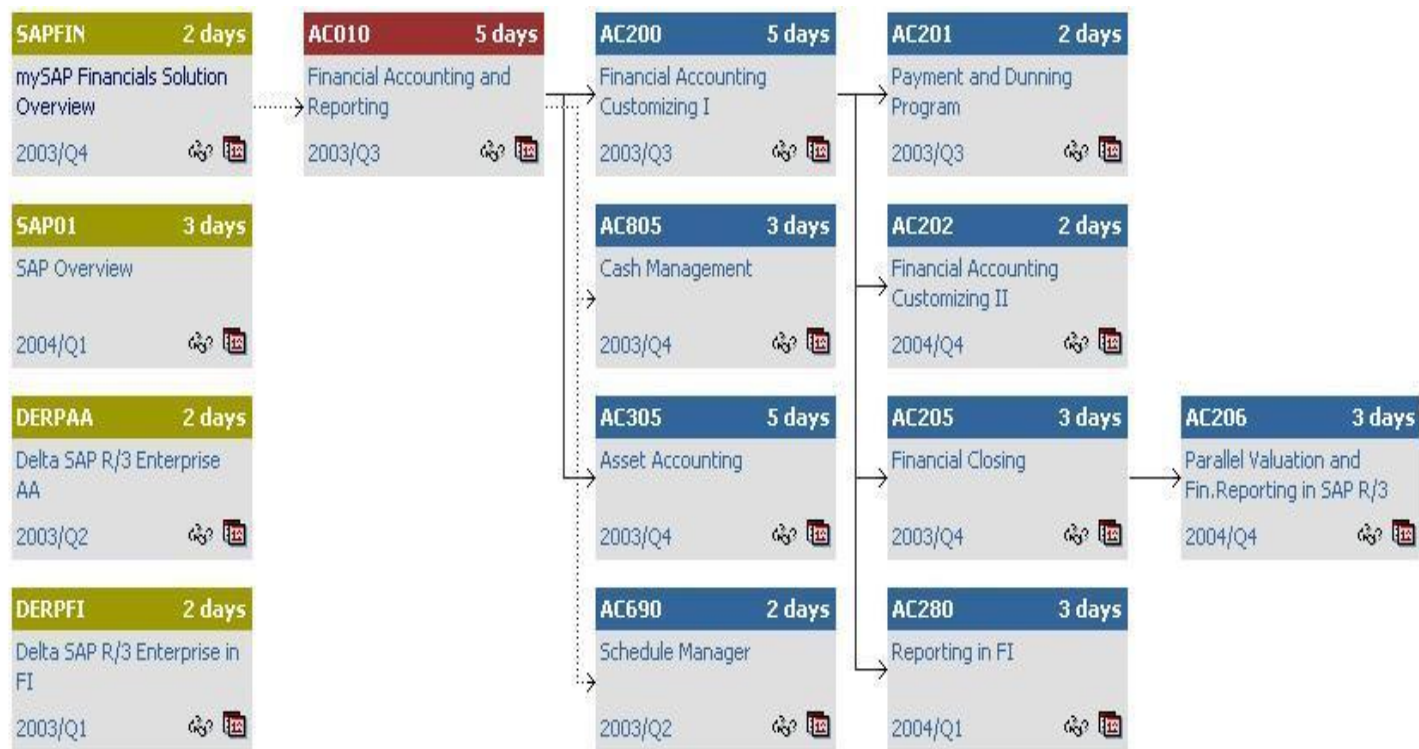 SAPFIN 2 days
mySAP Financials Solution
Overview
2003/Q4
AC010 5 days
Financial Accounting and
Reporting
2003/Q3
AC200 5 days
Financial Accounting
Customizing I
2003/Q3
AC201 2 days
Payment and Dunning
Program
2003/Q3
SAP01 3 days
SAP Overview
2004/Q1
AC805 3 days
Cash Management
2003/Q4
AC202 2 days
Financial Accounting
Customizing II
2004/Q4
DERPAA 2 days
Delta SAP R/3 Enterprise
AA
2003/Q2
AC305 5 days
Asset Accounting
2003/Q4
AC205 3 days
Financial Closing
2003/Q4
AC206 3 days
Parallel Valuation and
Fin.Reporting in SAP R/3
2004/Q4
DERPFI 2 days
Delta SAP R/3 Enterprise in
FI
2003/Q1
AC690 2 days
Schedule Manager
2003/Q2
AC280 3 days
Reporting in FI
2004/Q1